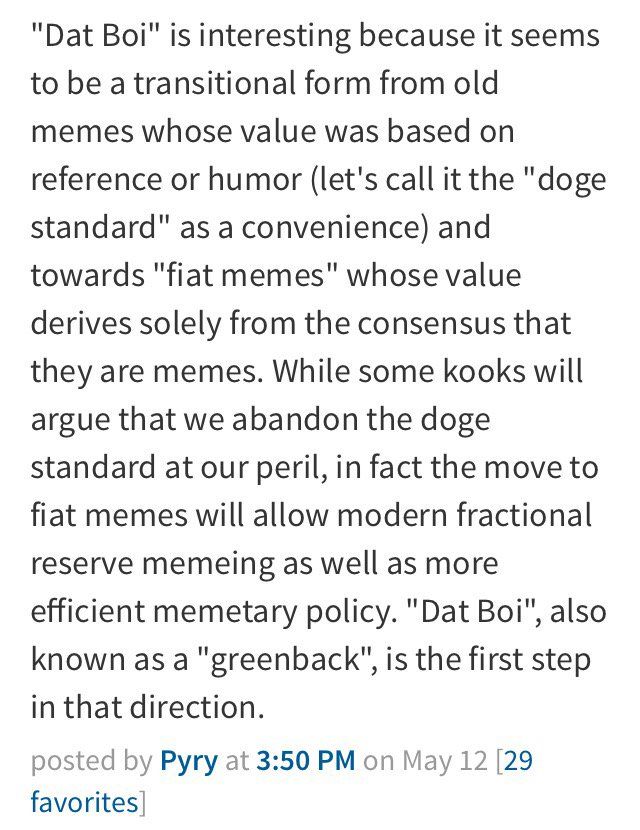 "Dat Boi" is interesting because it seems
to be a transitional form from old
memes whose value was based on
reference or humor (let's call it the "doge
standard" as a convenience) and
towards "fiat memes" whose value
derives solely from the consensus that
they are memes. While some kooks will
argue that we abandon the doge
standard at our peril, in fact the move to
fiat memes will allow modern fractional
reserve memeing as well as more
efficient memetary policy. "Dat Boi", also
known as a "greenback", is the first step
in that direction.
posted by Pyry at 3:50 PM on May 12 [29
favorites]